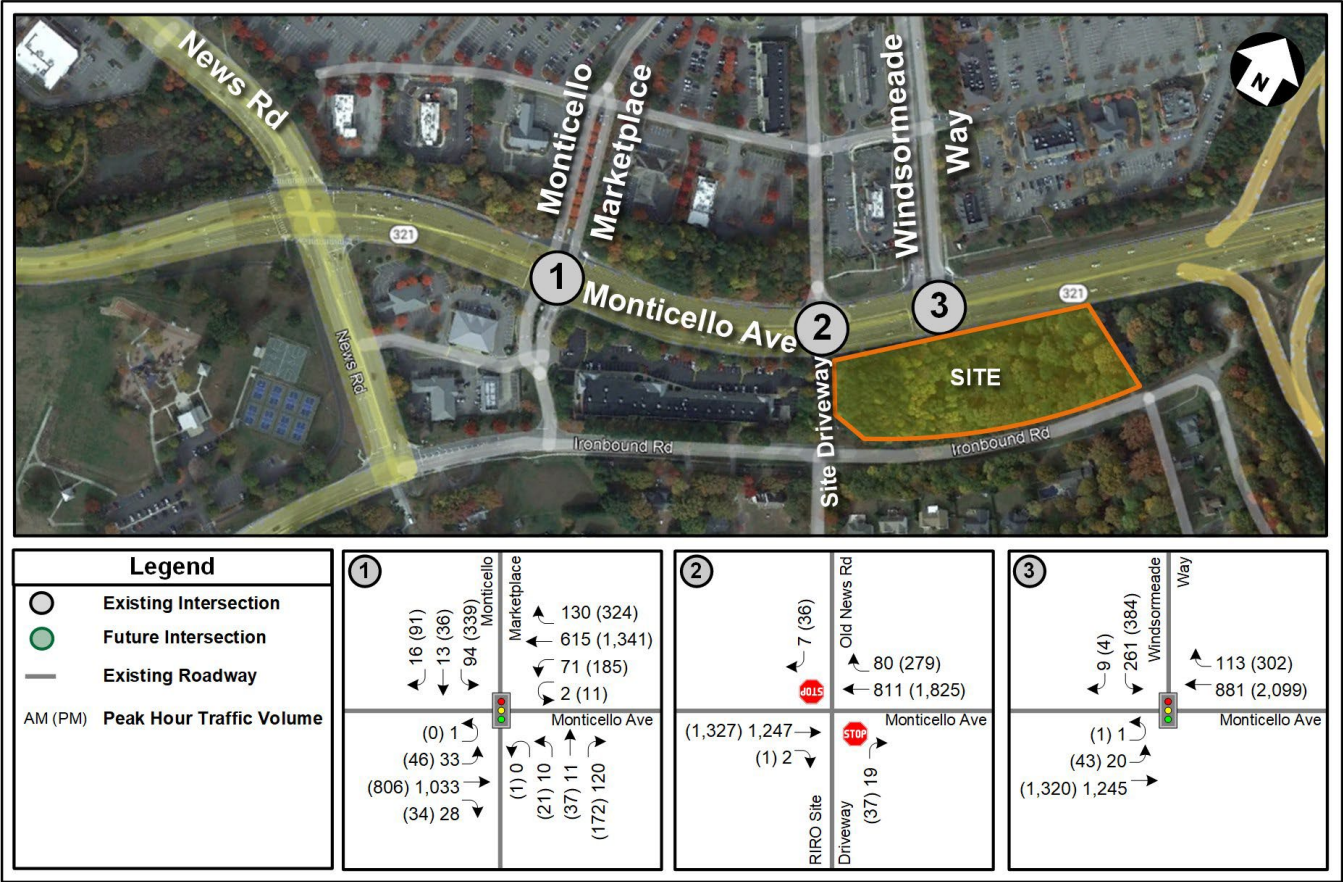 News Rd
Monticello
Marketplace
Windsormeade
Way
N
321
1
Monticello Ave
2
3
321
SITE
News Rd
Site Driveway
Ironbound Rd
Ironbound Rd
Legend
Existing Intersection
Future Intersection
Existing Roadway
AM (PM) Peak Hour Traffic Volume
1
Monticello
Marketplace
16 (91)
13 (36)
94 (339)
130 (324)
615 (1,341)
71 (185)
2 (11)
Monticello Ave
(0) 1
(46) 33
(806) 1,033
(34) 28
(1) 0
(21) 10
(37) 11
(172) 120
2
Old News Rd
7 (36)
80 (279)
811 (1,825)
STOP
Monticello Ave
(1,327) 1,247
(1) 2
STOP
(37) 19
RIRO Site
Driveway
3
Windsormeade
Way
9 (4)
261 (384)
113 (302)
881 (2,099)
Monticello Ave
(1) 1
(43) 20
(1,320) 1,245